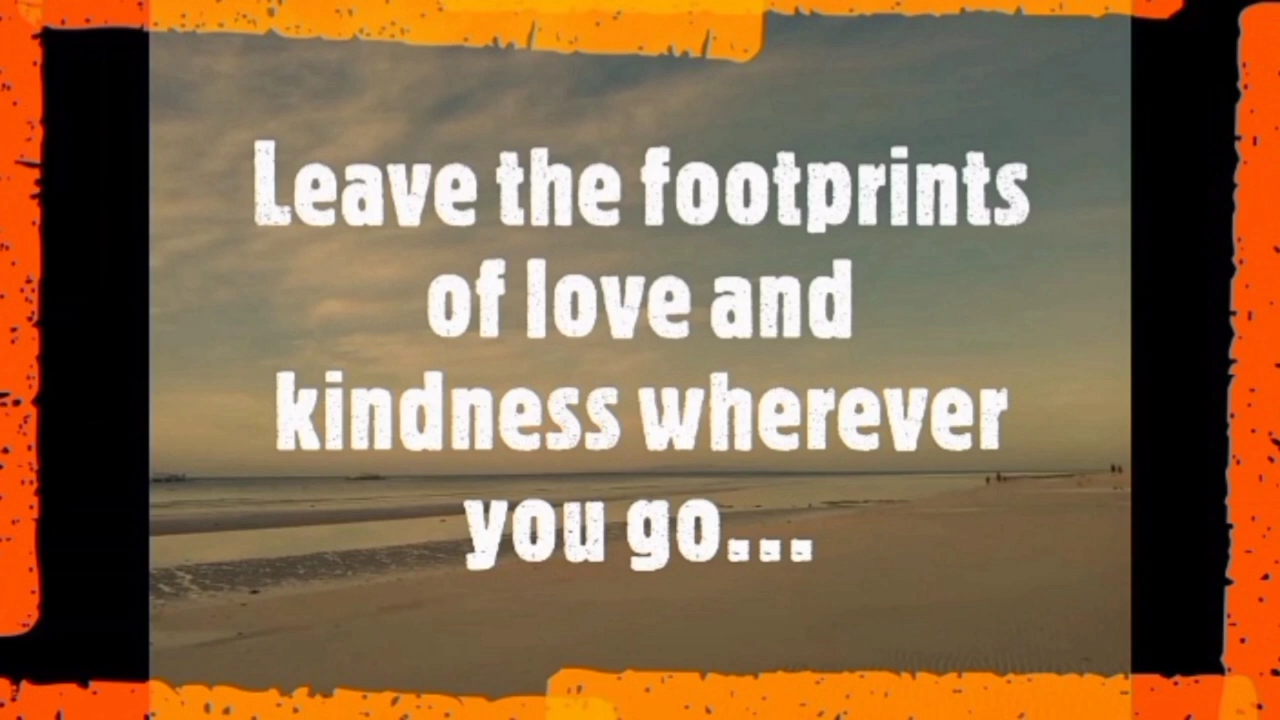 Leave the footprints
of love and
kindness wherever
you go...